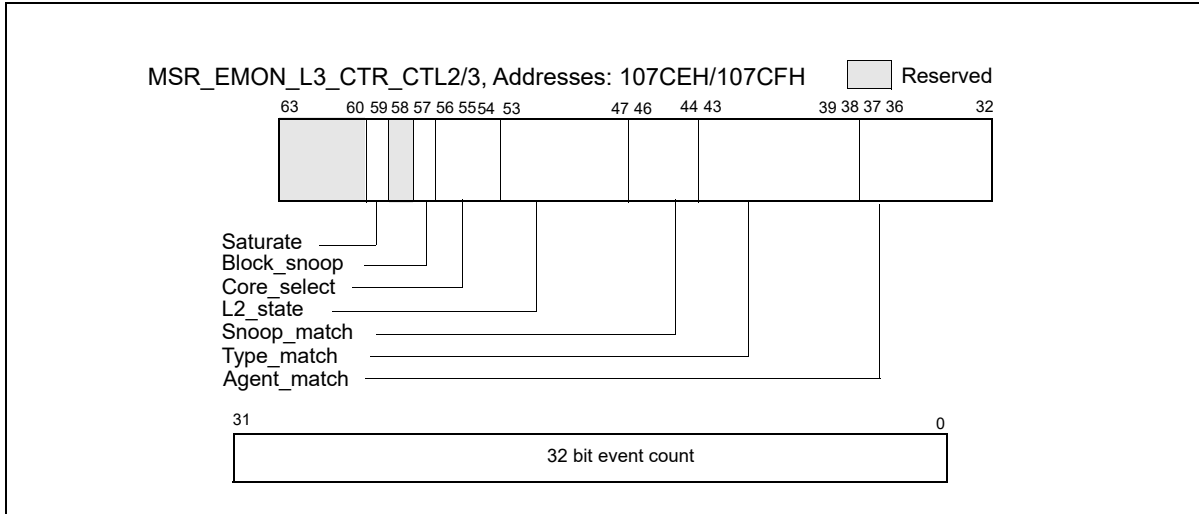 MSR_EMON_L3_CTR_CTL2/3, Addresses: 107CEH/107CFH Reserved
63 60 59 58 57 56 55 54 53 47 46 44 43 39 38 37 36 32
Saturate
Block_snoop
Core_select
L2_state
Snoop_match
Type_match
Agent_match
31 0
32 bit event count